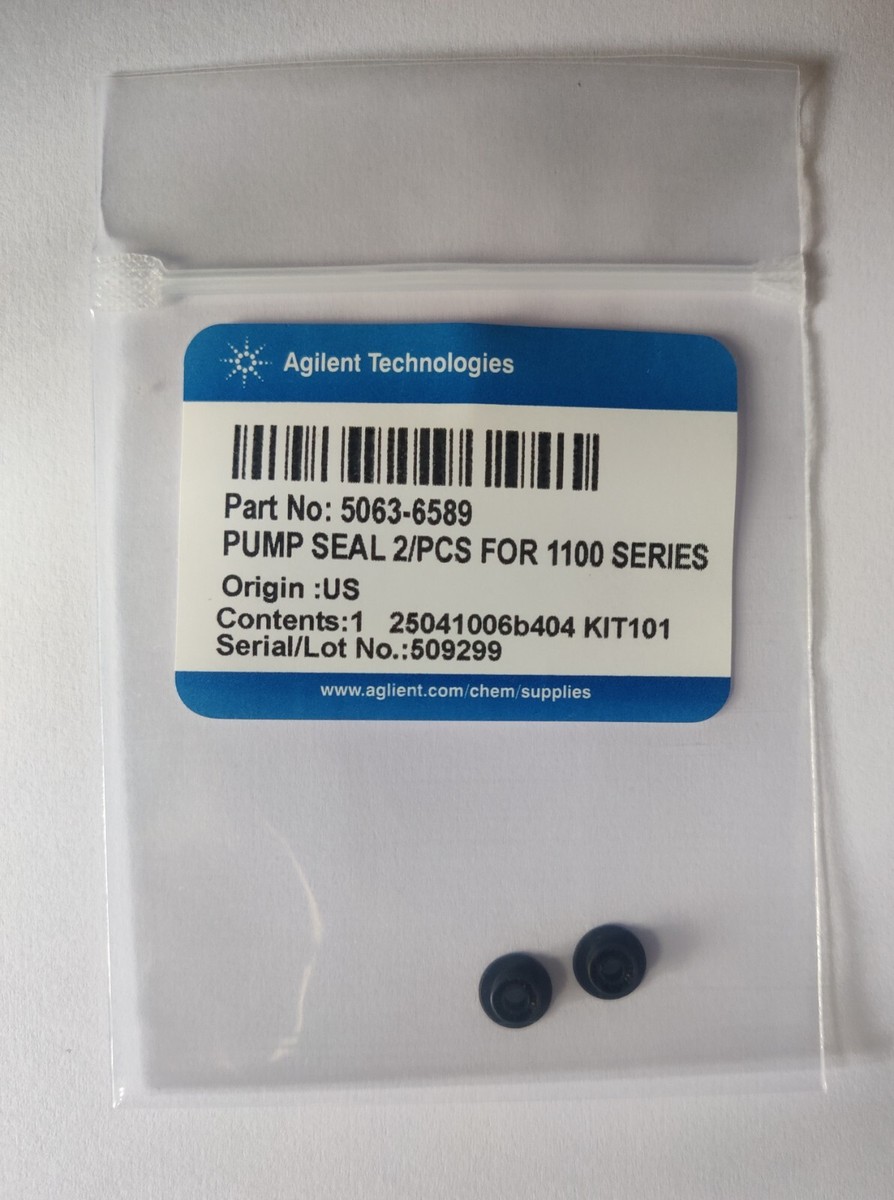 Agilent Technologies
Part No: 5063-6589
PUMP SEAL 2/PCS FOR 1100 SERIES
Origin :US
Contents:1 25041006b404 KIT101
Serial/Lot No.:509299
www.aglient.com/chem/supplies